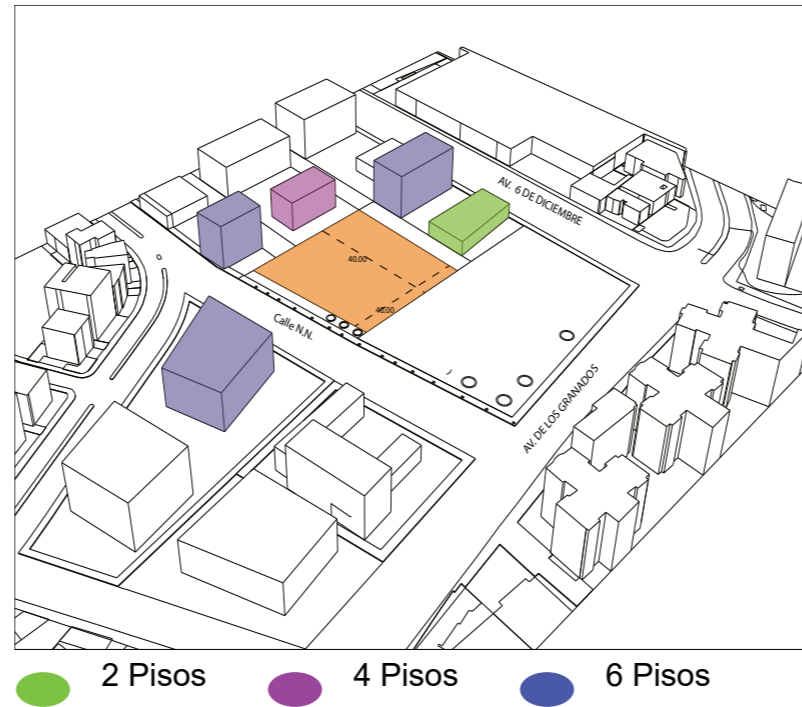 AV. 6 DE DICIEMBRE
40.00
40.00
Calle N.N.
AV. DE LOS GRANADOS
2 Pisos
4 Pisos
6 Pisos